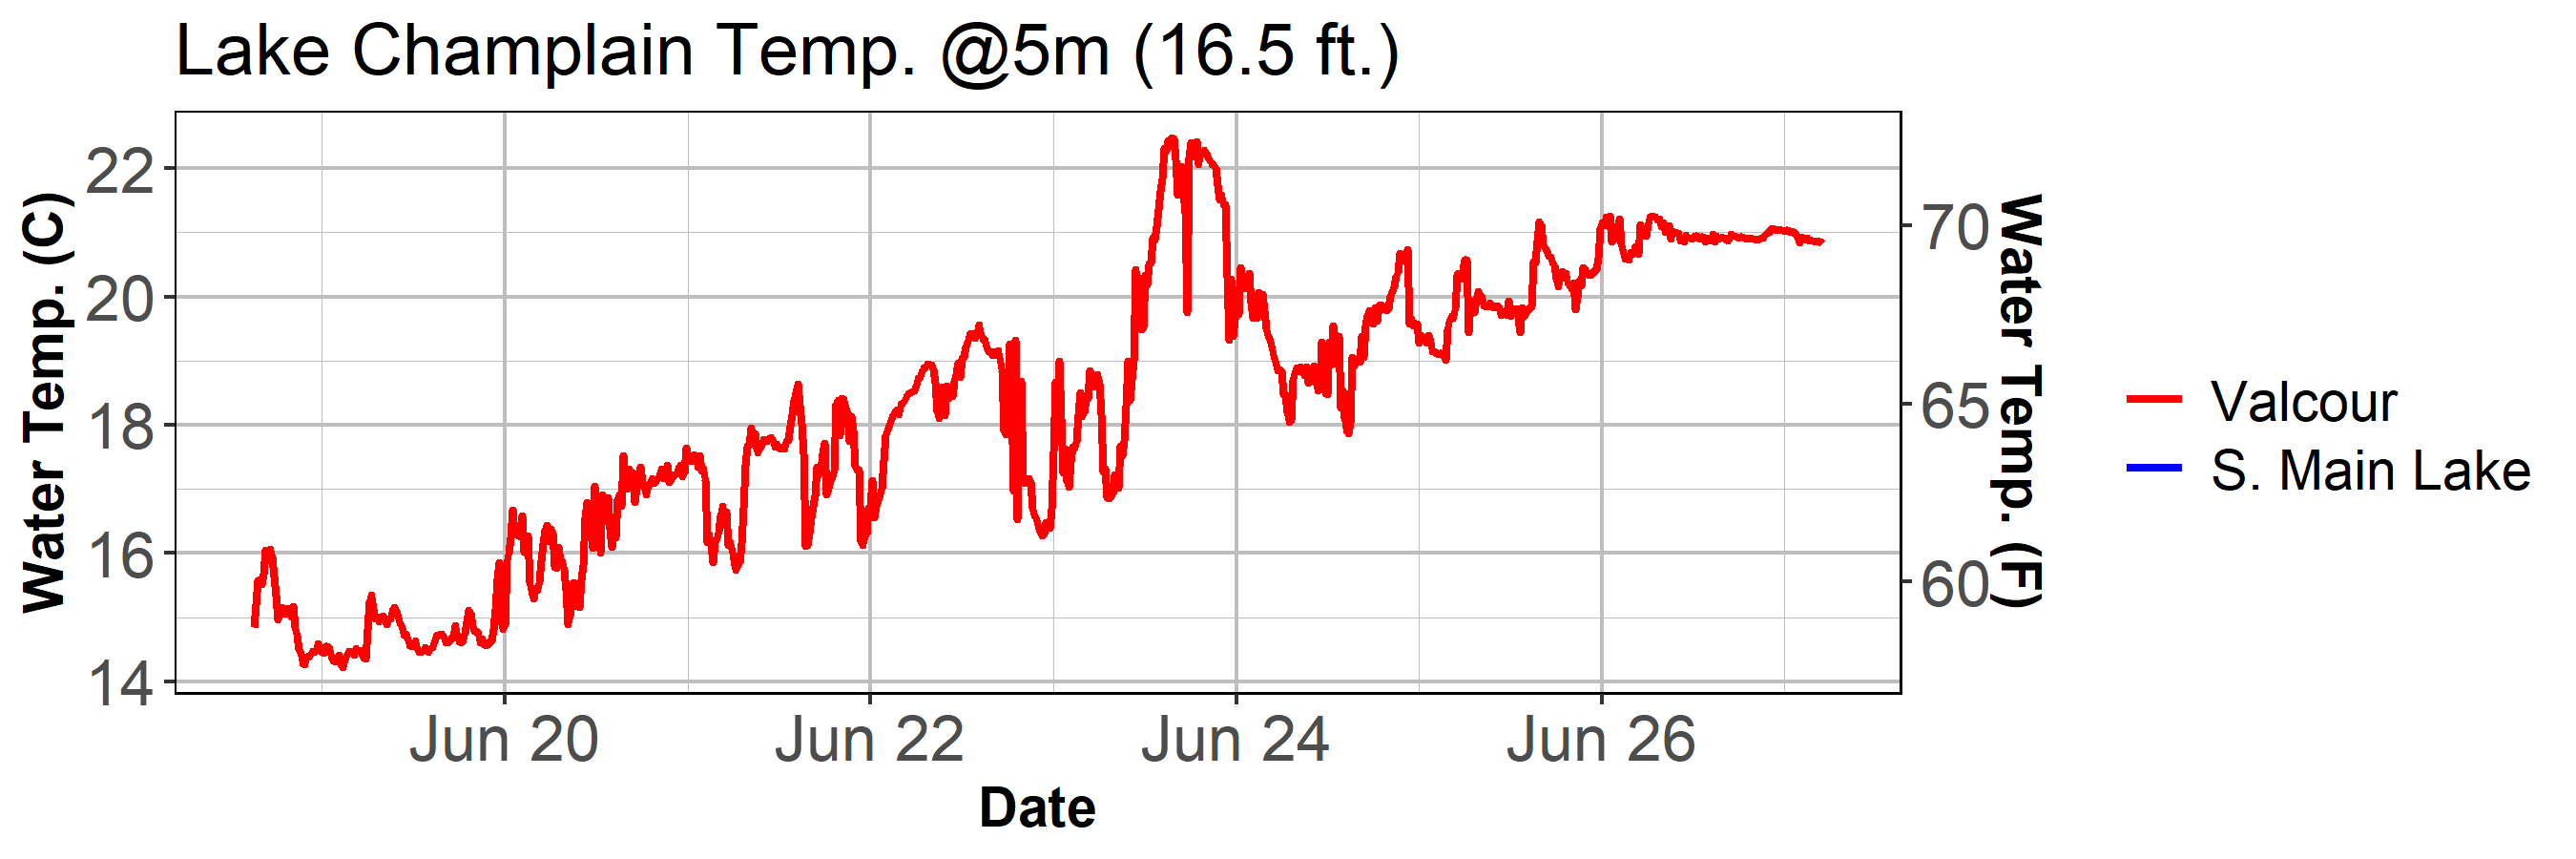 Lake Champlain Temp. @5m (16.5 ft.)
Water Temp. (C)
22
20
18
16
14
70
65
60
Water Temp. (F)
Jun 20
Jun 22
Jun 24
Jun 26
Date
Valcour
S. Main Lake